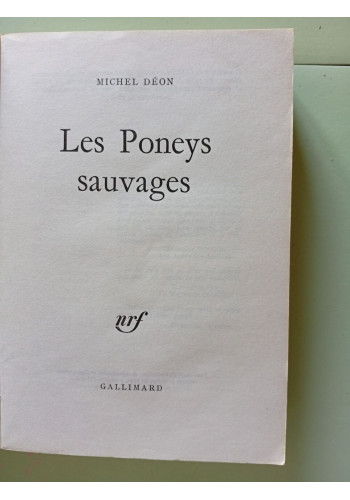 MICHEL DÉON
Les Poneys
sauvages
nrf
GALLIMARD